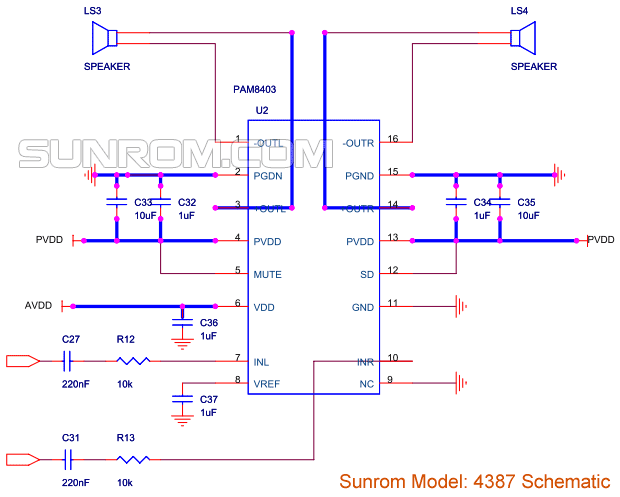 LS3
LS4
SPEAKER
SPEAKER
PAM8403
U2
SUNROM.COM
1 -OUTL -OUTR 16
2 PGDN PGND 15
C33 C32 3 +OUTL +OUTR 14 C34 C35
10uF 1uF 1uF 10uF
PVDD 4 PVDD PVDD 13 PVDD
5 MUTE SD 12
AVDD 6 VDD GND 11
C36
1uF
C27 R12
7 INL INR 10
220nF 10k
8 VREF NC 9
C37
1uF
C31 R13
220nF 10k
Sunrom Model: 4387 Schematic